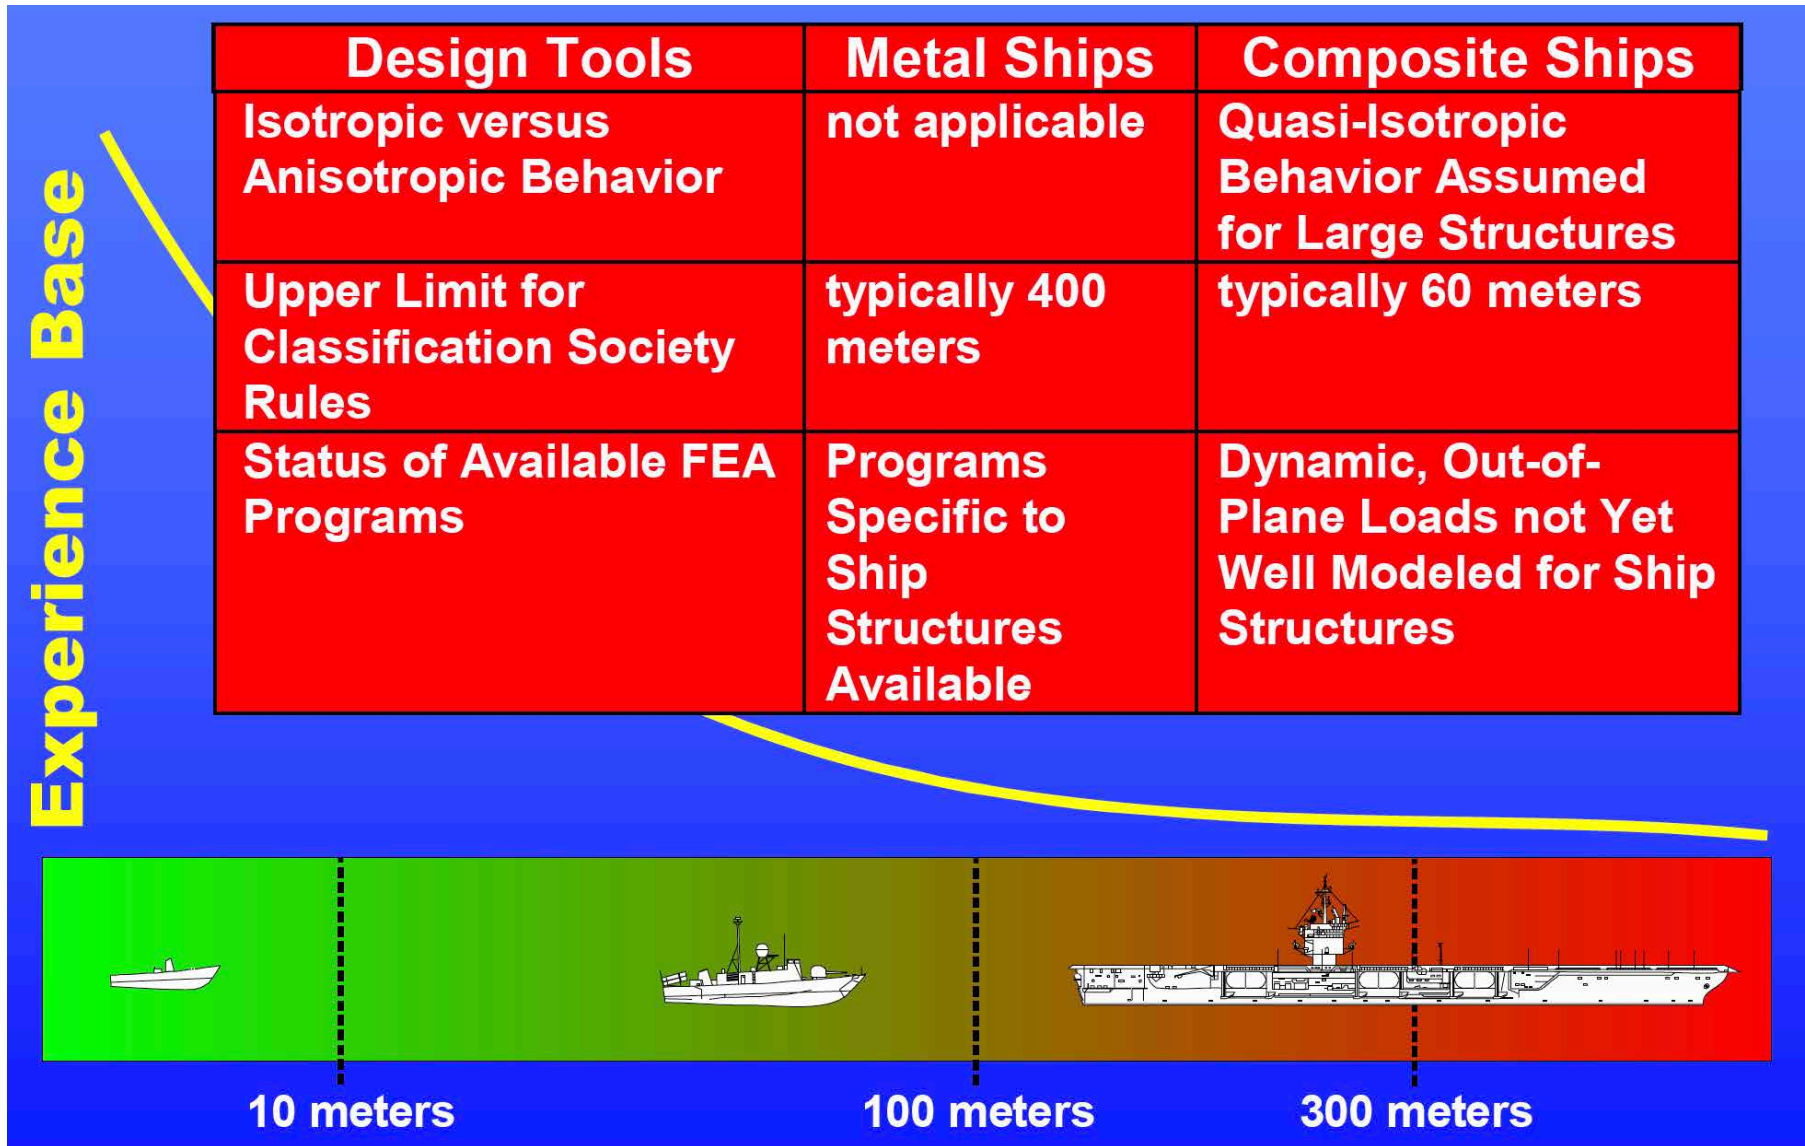 Design Tools
Metal Ships
Composite Ships
Isotropic versus
Anisotropic Behavior
not applicable
Quasi-Isotropic
Behavior Assumed
for Large Structures
Upper Limit for
Classification Society
Rules
typically 400
meters
typically 60 meters
Status of Available FEA
Programs
Programs
Specific to
Ship
Structures
Available
Dynamic, Out-of-
Plane Loads not Yet
Well Modeled for Ship
Structures
Experience Base
10 meters
100 meters
300 meters